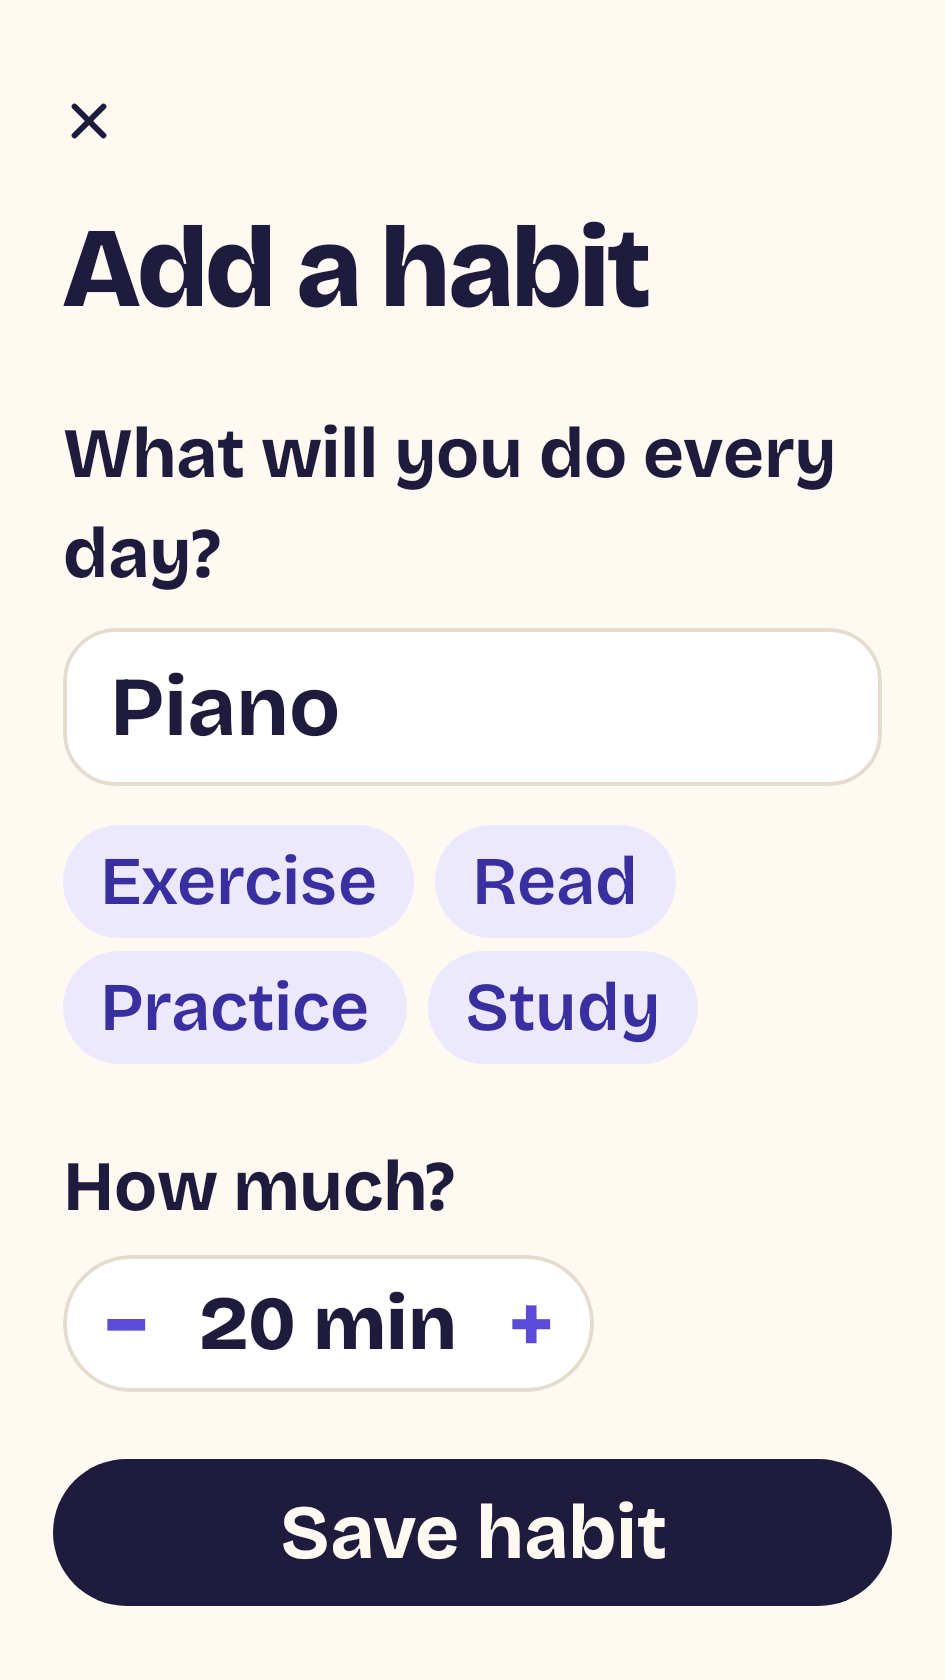 Add a habit
What will you do every
day?
Piano
Exercise Read
Practice Study
How much?
− 20 min +
Save habit